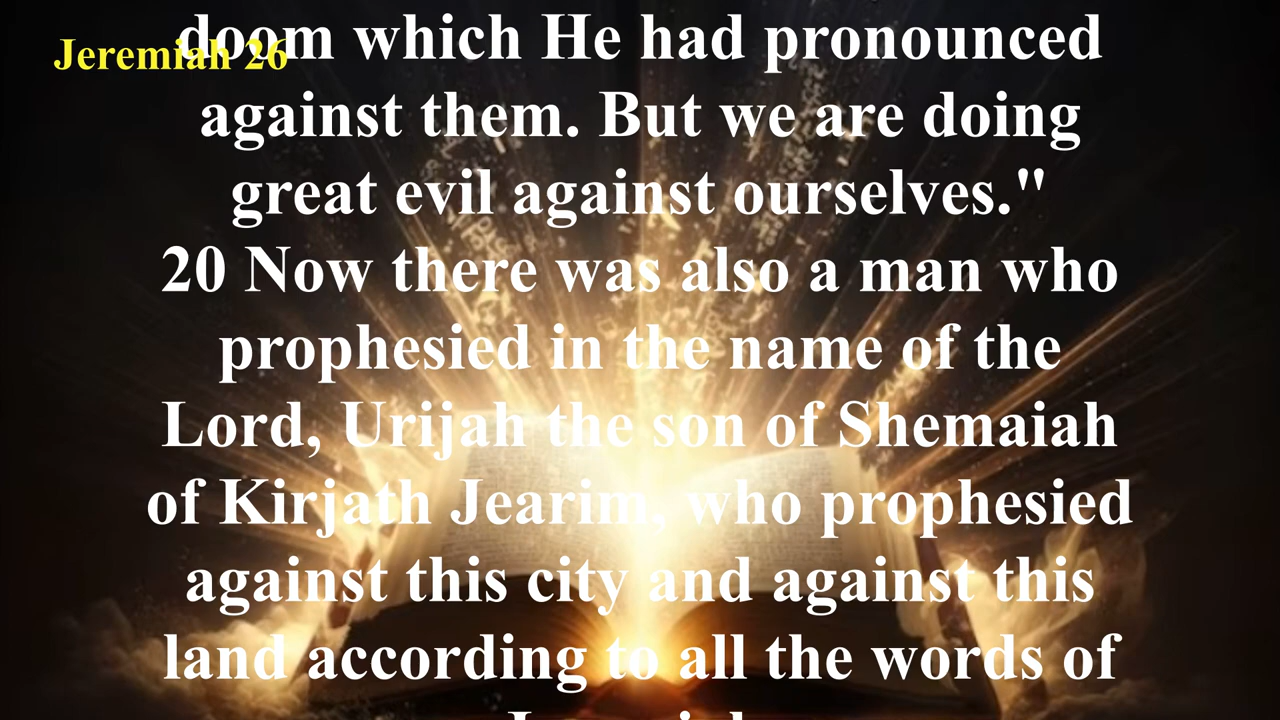 Jeremiah 26
doom which He had pronounced
against them. But we are doing
great evil against ourselves."
20 Now there was also a man who
prophesied in the name of the
Lord, Urijah the son of Shemaiah
of Kirjath Jearim, who prophesied
against this city and against this
land according to all the words of